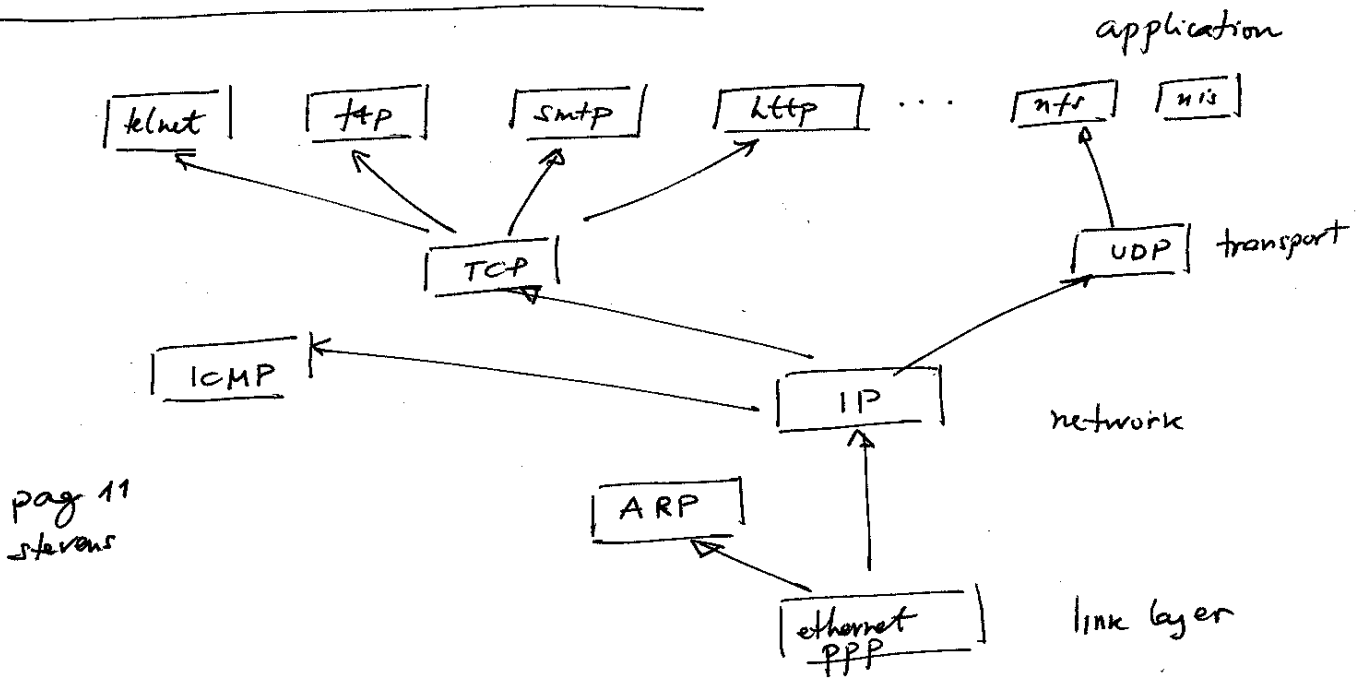 application
telnet ftp smtp http ... nfs nis
TCP UDP transport
ICMP IP network
pag 11
stevens
ARP
ethernet
PPP link layer